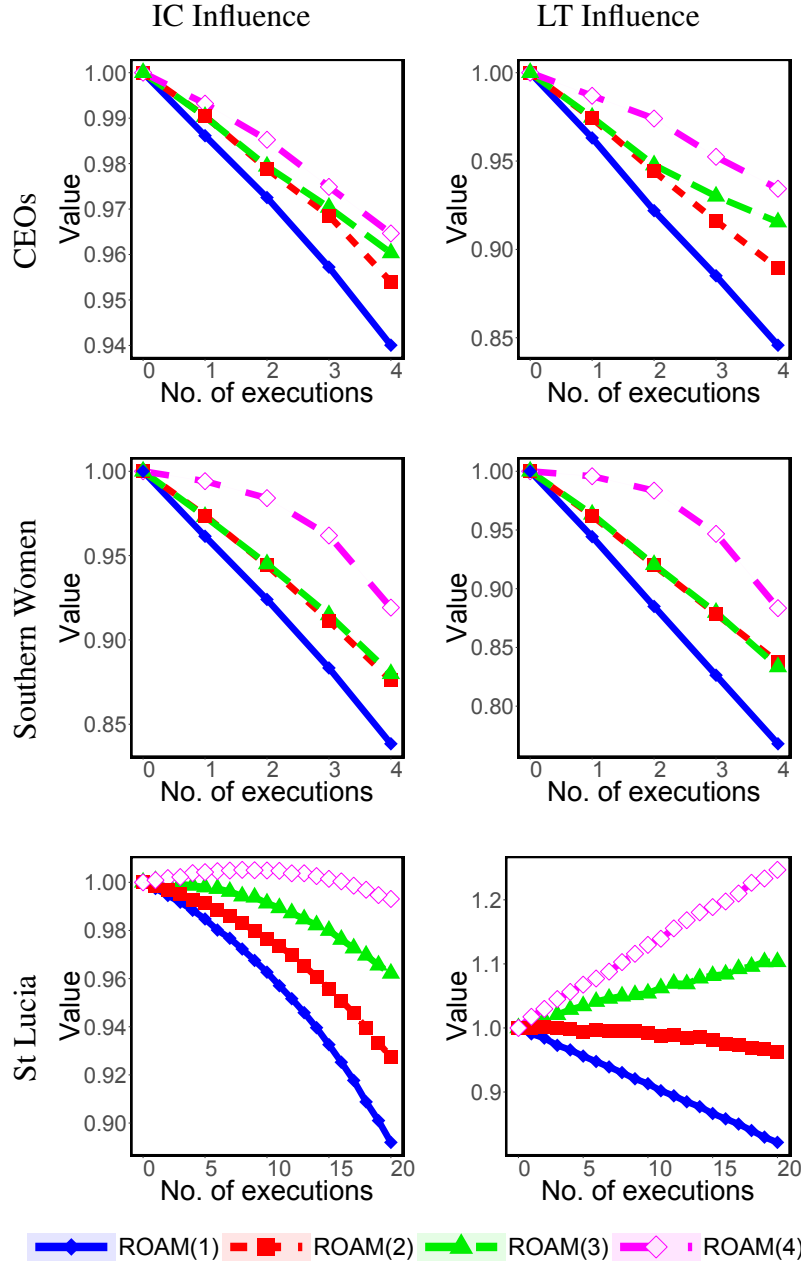 IC Influence LT Influence
CEOs
Value
1.00
0.99
0.98
0.97
0.96
0.95
0.94
0 1 2 3 4
No. of executions
Value
1.00
0.95
0.90
0.85
0 1 2 3 4
No. of executions
Southern Women
Value
1.00
0.95
0.90
0.85
0 1 2 3 4
No. of executions
Value
1.00
0.95
0.90
0.85
0.80
0 1 2 3 4
No. of executions
St Lucia
Value
1.00
0.98
0.96
0.94
0.92
0.90
0 5 10 15 20
No. of executions
Value
1.2
1.1
1.0
0.9
0 5 10 15 20
No. of executions
ROAM(1) ROAM(2) ROAM(3) ROAM(4)